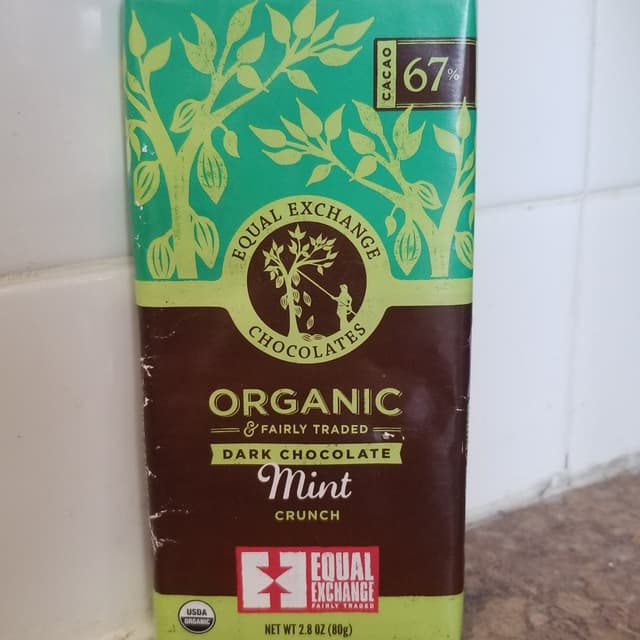 CACAO 67%
EQUAL EXCHANGE
CHOCOLATES
ORGANIC
& FAIRLY TRADED
DARK CHOCOLATE
Mint
CRUNCH
EQUAL
EXCHANGE
FAIRLY TRADED
USDA
ORGANIC
NET WT 2.8 OZ (80g)